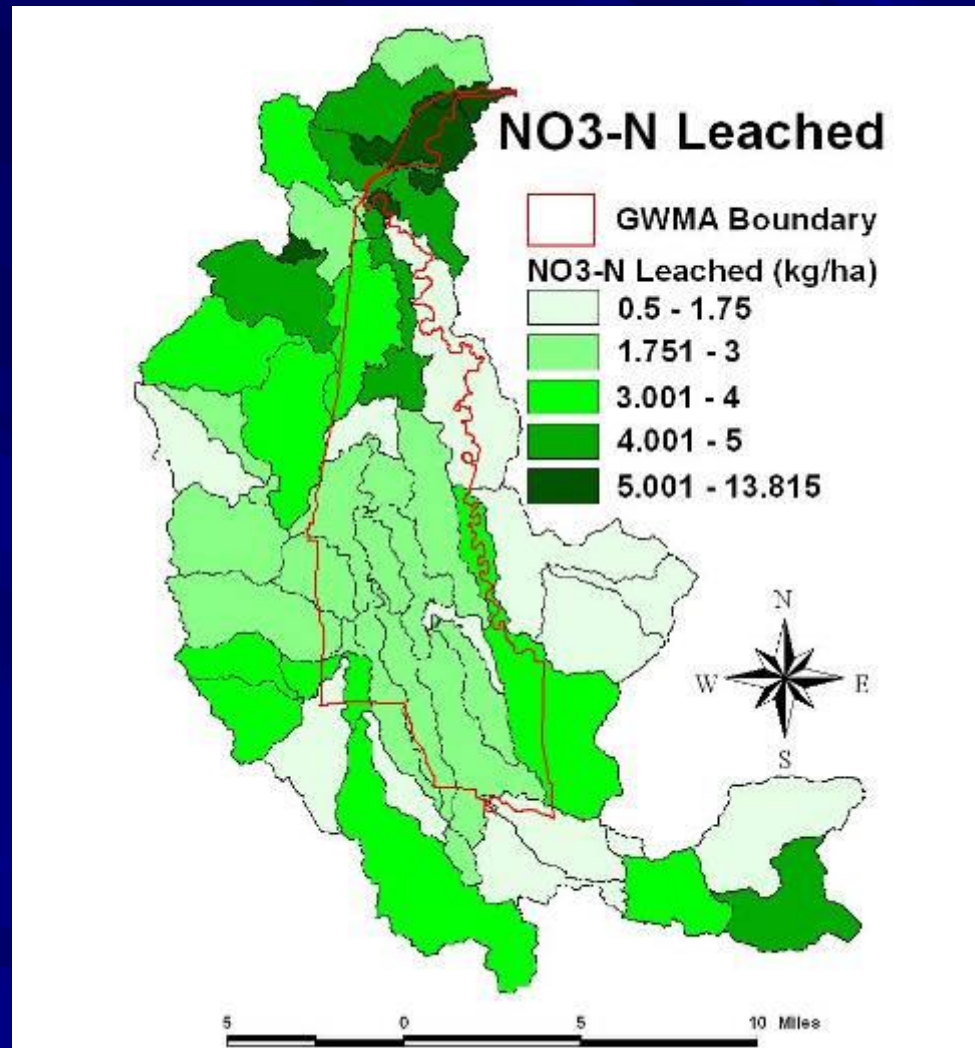 NO3-N Leached
GWMA Boundary
NO3-N Leached (kg/ha)
0.5 - 1.75
1.751 - 3
3.001 - 4
4.001 - 5
5.001 - 13.815
N
W E
S
5 0 5 10 Miles